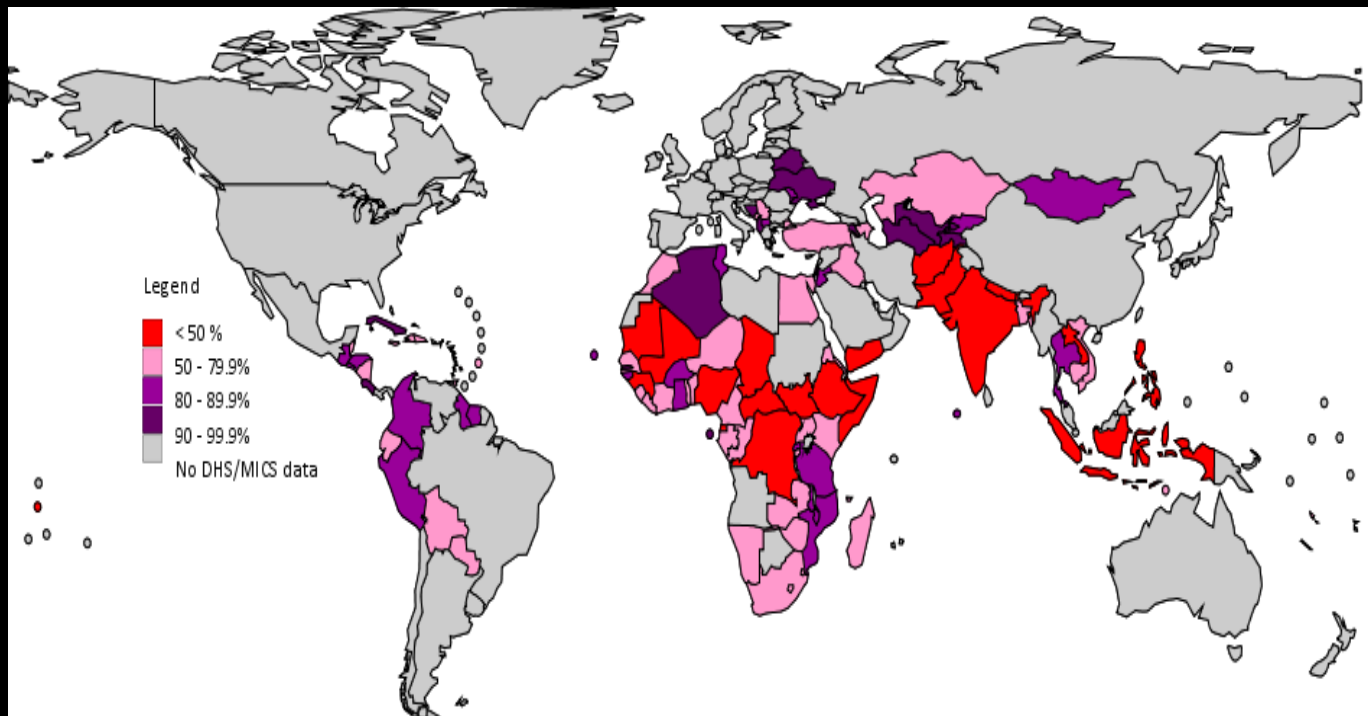 Legend
< 50 %
50 - 79.9%
80 - 89.9%
90 - 99.9%
No DHS/MICS data